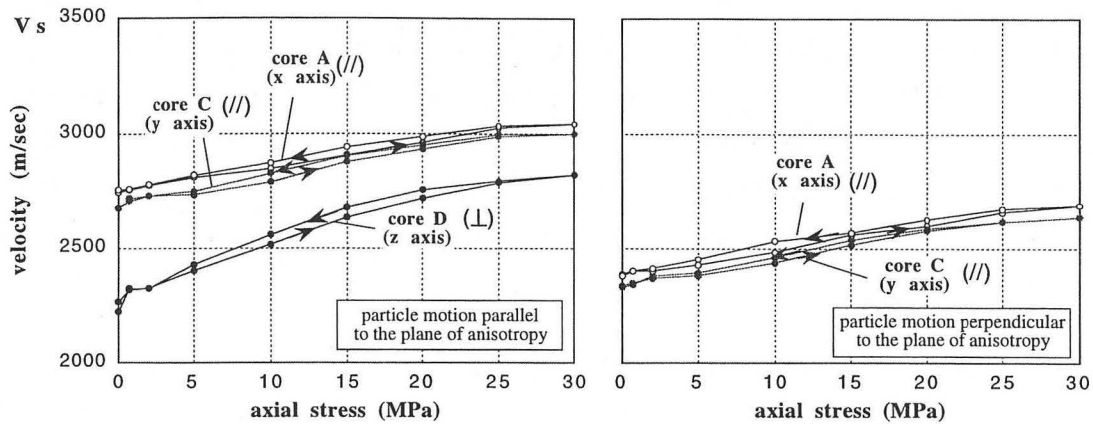 V s
3500
3000
2500
2000
velocity (m/sec)
core A (//)
(x axis)
core C (//)
(y axis)
core D (⊥)
(z axis)
particle motion parallel
to the plane of anisotropy
0 5 10 15 20 25 30
axial stress (MPa)
core A
(x axis) (//)
core C (//)
(y axis)
particle motion perpendicular
to the plane of anisotropy
0 5 10 15 20 25 30
axial stress (MPa)